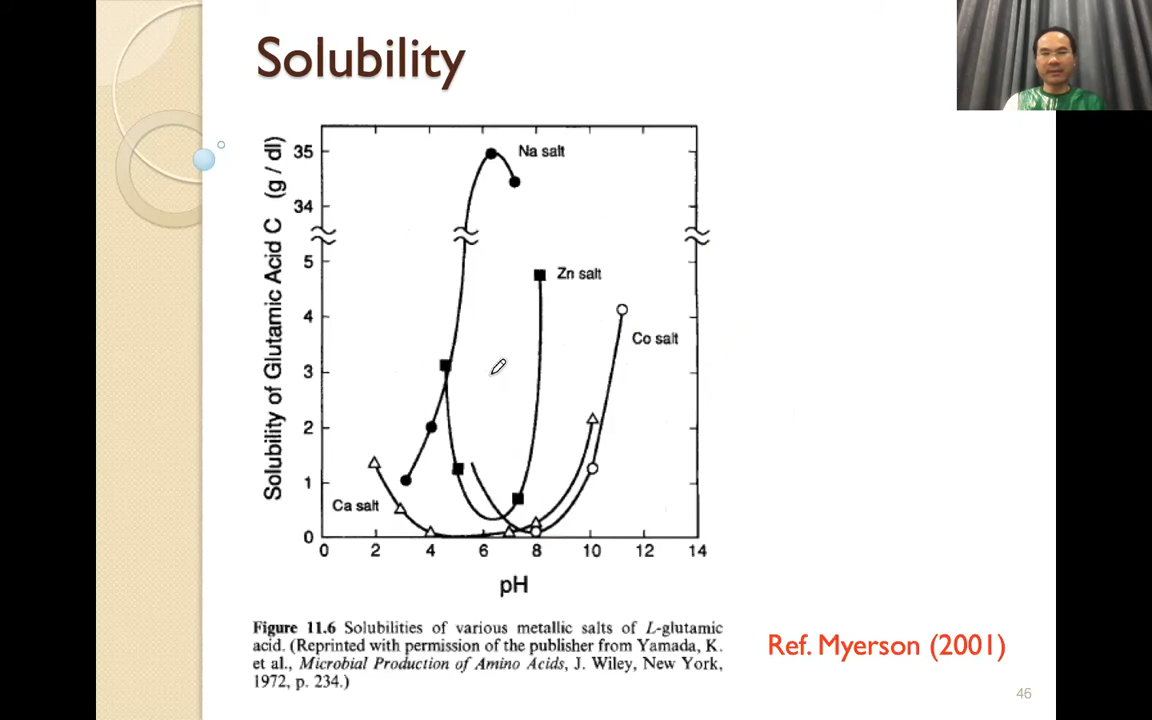 Solubility
Solubility of Glutamic Acid C (g / dl)
35
34
5
4
3
2
1
0
Na salt
Zn salt
Co salt
Ca salt
0 2 4 6 8 10 12 14
pH
Figure 11.6 Solubilities of various metallic salts of L-glutamic
acid. (Reprinted with permission of the publisher from Yamada, K.
et al., Microbial Production of Amino Acids, J. Wiley, New York,
1972, p. 234.)
Ref. Myerson (2001)
46